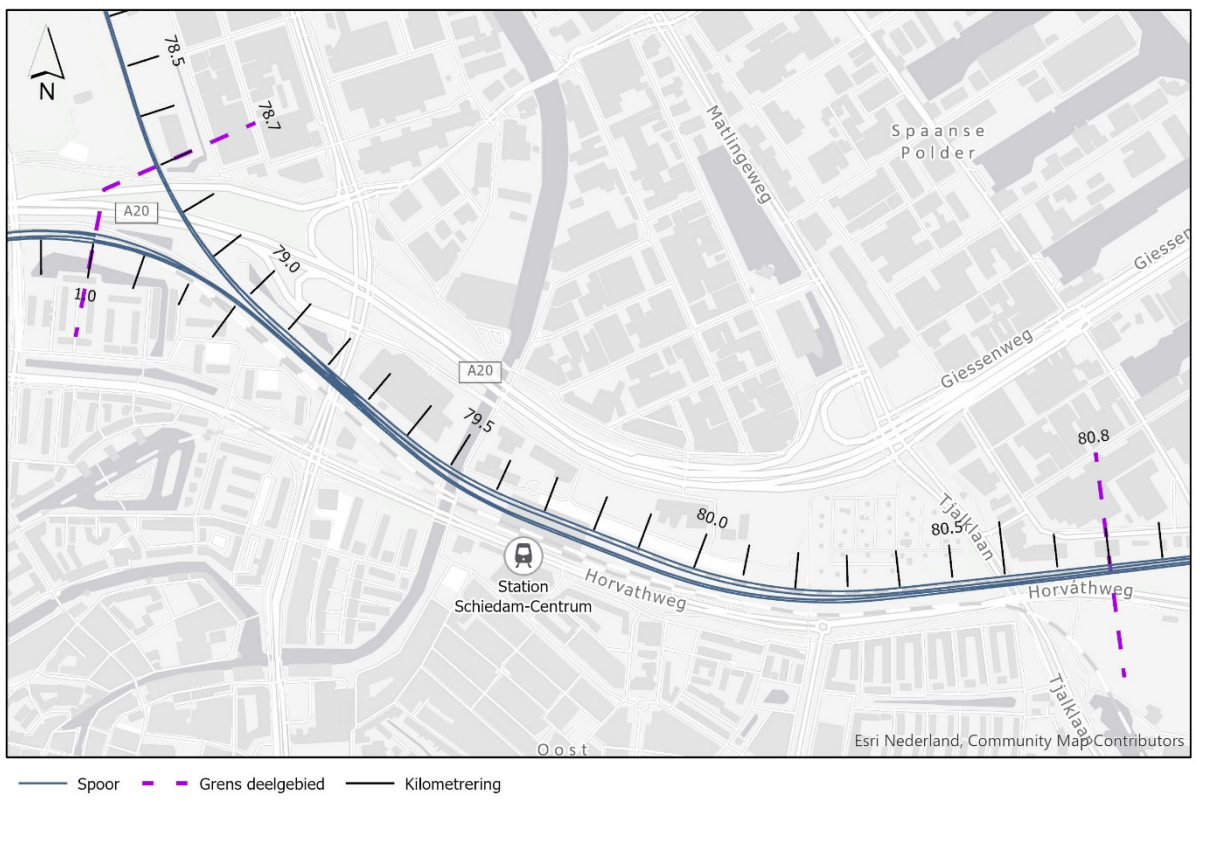 78.5
N
78.7
A20
79.0
1.0
Matlingeweg
Spaanse
Polder
Giessen
Giessenweg
A20
79.5
80.0
80.5
80.8
Tjalklaan
Station
Schiedam-Centrum
Horvathweg
Horváthweg
Tjalklaan
Oost
Esri Nederland, Community Map Contributors
Spoor
Grens deelgebied
Kilometrering